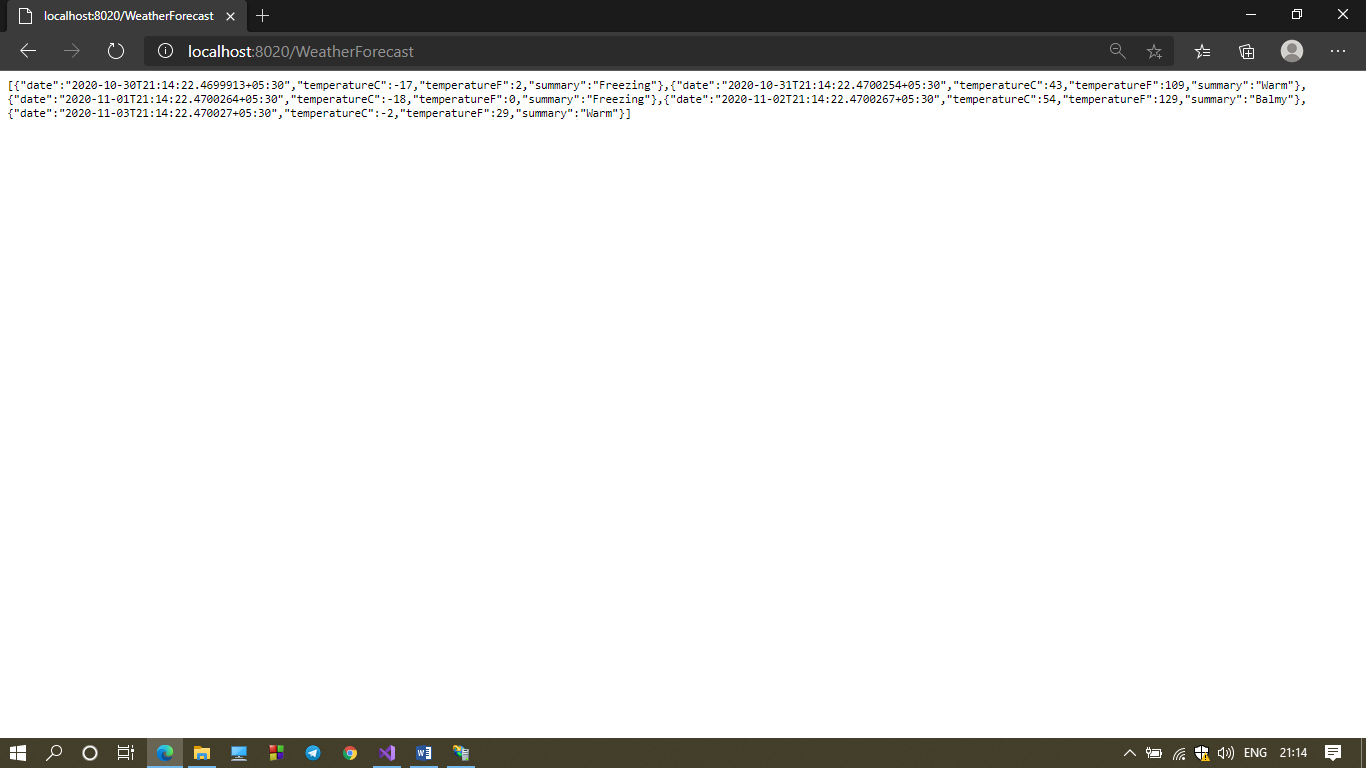 localhost:8020/WeatherForecast
localhost:8020/WeatherForecast
[{"date":"2020-10-30T21:14:22.4699913+05:30","temperatureC":-17,"temperatureF":2,"summary":"Freezing"},{"date":"2020-10-31T21:14:22.4700254+05:30","temperatureC":43,"temperatureF":109,"summary":"Warm"},
{"date":"2020-11-01T21:14:22.4700264+05:30","temperatureC":-18,"temperatureF":0,"summary":"Freezing"},{"date":"2020-11-02T21:14:22.4700267+05:30","temperatureC":54,"temperatureF":129,"summary":"Balmy"},
{"date":"2020-11-03T21:14:22.470027+05:30","temperatureC":-2,"temperatureF":29,"summary":"Warm"}]
ENG 21:14